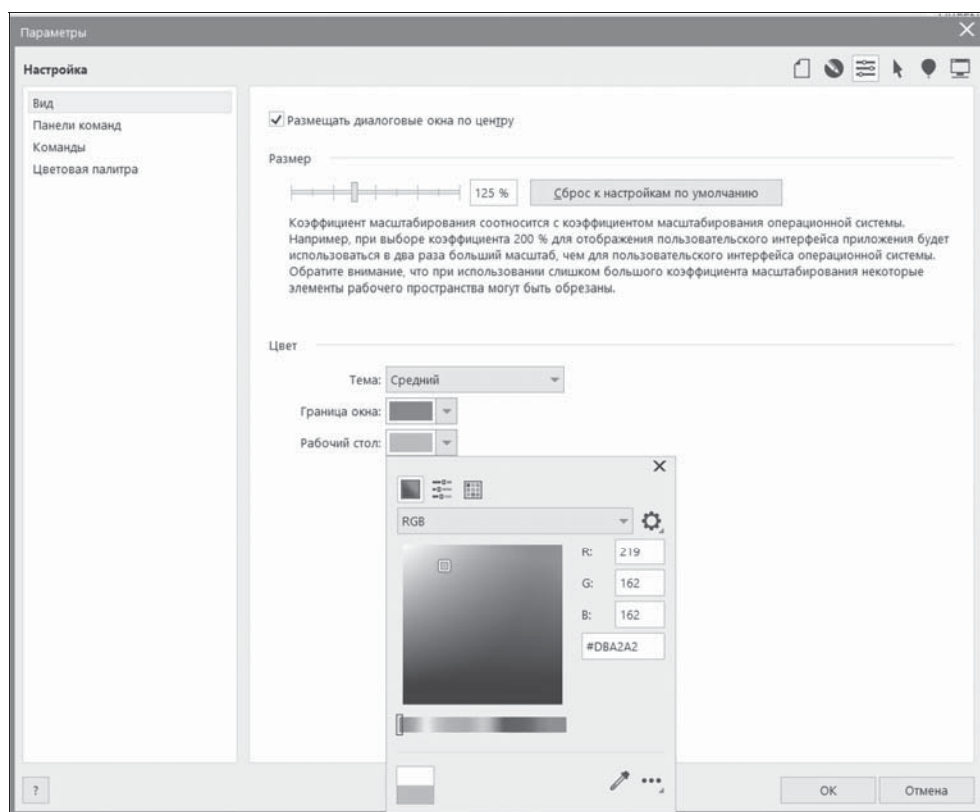 Параметры
Настройка
Вид
Панели команд
Команды
Цветовая палитра
Размещать диалоговые окна по центру
Размер
125 %
Сброс к настройкам по умолчанию
Коэффициент масштабирования соотносится с коэффициентом масштабирования операционной системы.
Например, при выборе коэффициента 200 % для отображения пользовательского интерфейса приложения будет
использоваться в два раза больший масштаб, чем для пользовательского интерфейса операционной системы.
Обратите внимание, что при использовании слишком большого коэффициента масштабирования некоторые
элементы рабочего пространства могут быть обрезаны.
Цвет
Тема: Средний
Граница окна:
Рабочий стол:
RGB
R: 219
G: 162
B: 162
#DBA2A2
?
OK
Отмена